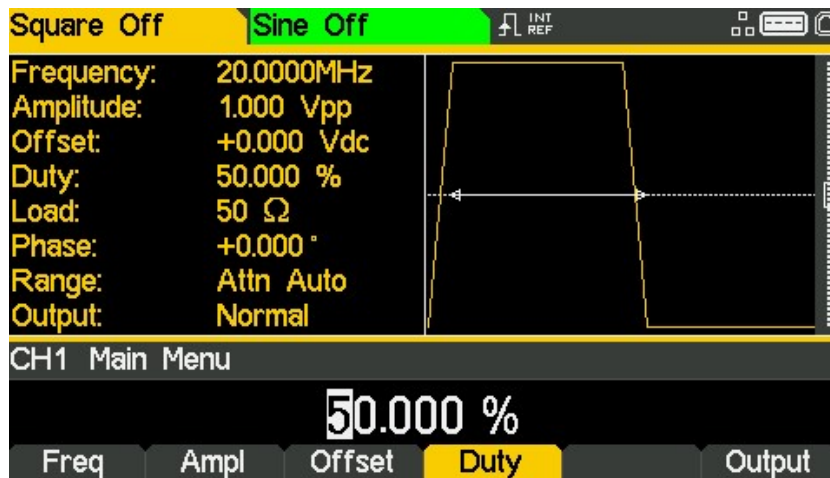 Square Off Sine Off INT REF
Frequency: 20.0000MHz
Amplitude: 1.000 Vpp
Offset: +0.000 Vdc
Duty: 50.000 %
Load: 50 Ω
Phase: +0.000°
Range: Attn Auto
Output: Normal
CH1 Main Menu
50.000 %
Freq Ampl Offset Duty Output